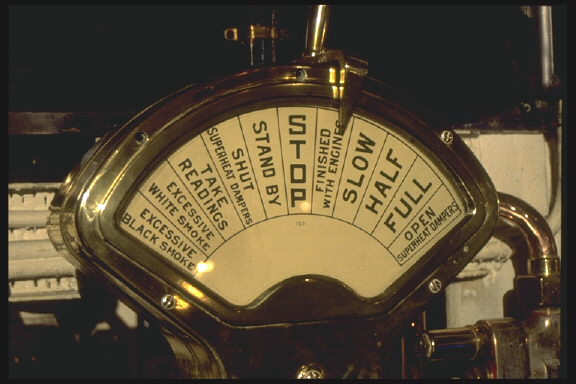 EXCESSIVE
BLACK SMOKE
EXCESSIVE
WHITE SMOKE
TAKE
READINGS
SHUT
SUPERHEAT DAMPERS
STAND BY
STOP
FINISHED
WITH ENGINES
SLOW
HALF
FULL
OPEN
SUPERHEAT DAMPERS